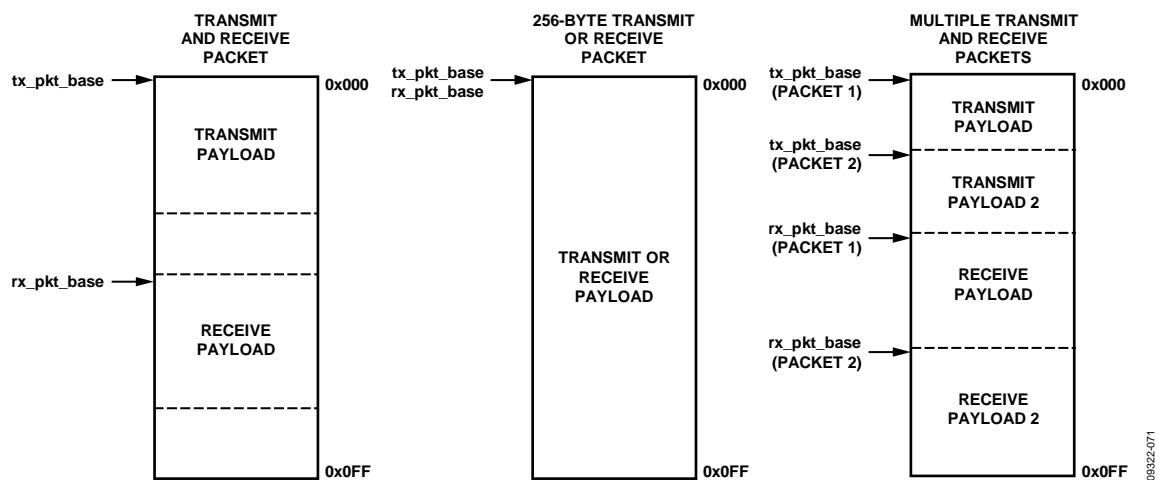 TRANSMIT
AND RECEIVE
PACKET
tx_pkt_base
0x000
TRANSMIT
PAYLOAD
rx_pkt_base
RECEIVE
PAYLOAD
0x0FF
256-BYTE TRANSMIT
OR RECEIVE
PACKET
tx_pkt_base
rx_pkt_base
0x000
TRANSMIT OR
RECEIVE
PAYLOAD
0x0FF
MULTIPLE TRANSMIT
AND RECEIVE
PACKETS
tx_pkt_base
(PACKET 1)
0x000
TRANSMIT
PAYLOAD
tx_pkt_base
(PACKET 2)
TRANSMIT
PAYLOAD 2
rx_pkt_base
(PACKET 1)
RECEIVE
PAYLOAD
rx_pkt_base
(PACKET 2)
RECEIVE
PAYLOAD 2
0x0FF
09322-071